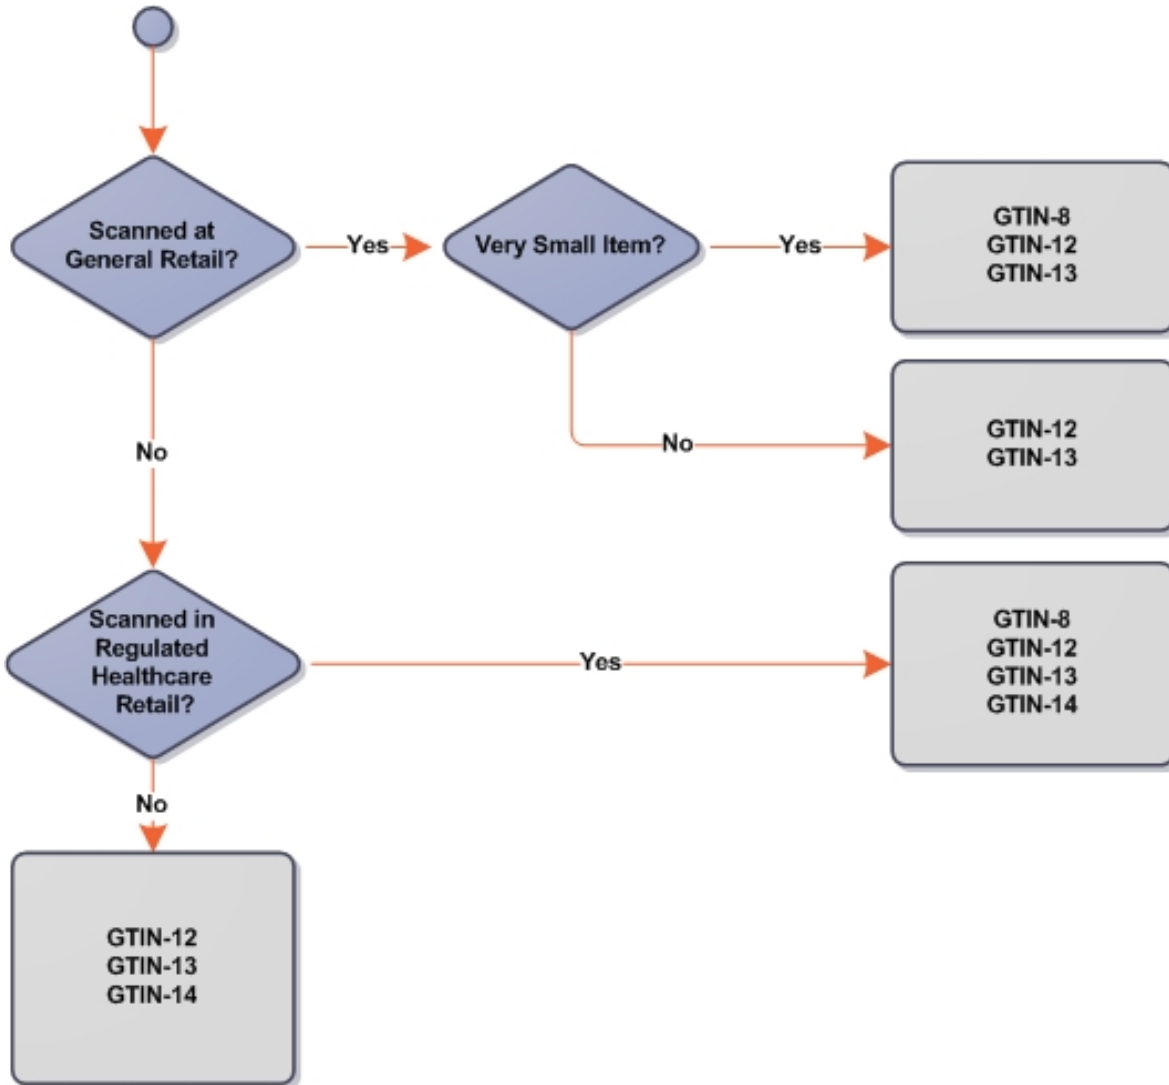 Scanned at
General Retail?
Yes
Very Small Item?
Yes
GTIN-8
GTIN-12
GTIN-13
No
GTIN-12
GTIN-13
No
Scanned in
Regulated
Healthcare
Retail?
Yes
GTIN-8
GTIN-12
GTIN-13
GTIN-14
No
GTIN-12
GTIN-13
GTIN-14